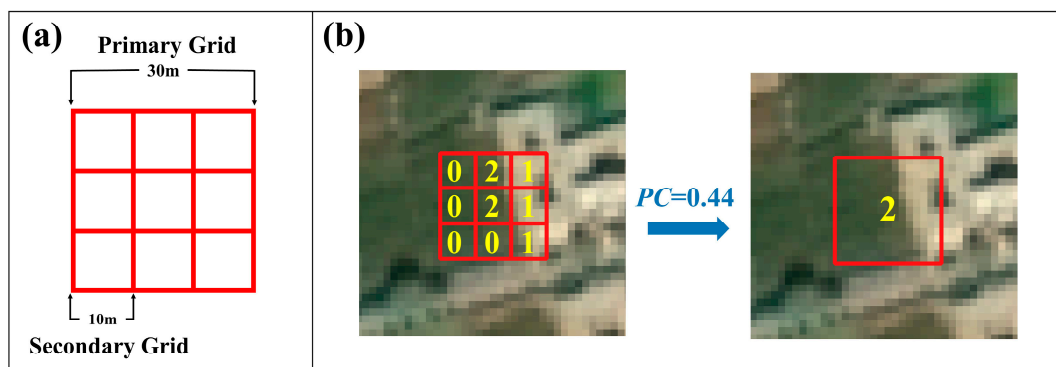 (a)
Primary Grid
30m
10m
Secondary Grid
(b)
0 2 1
0 2 1
0 0 1
PC=0.44
2